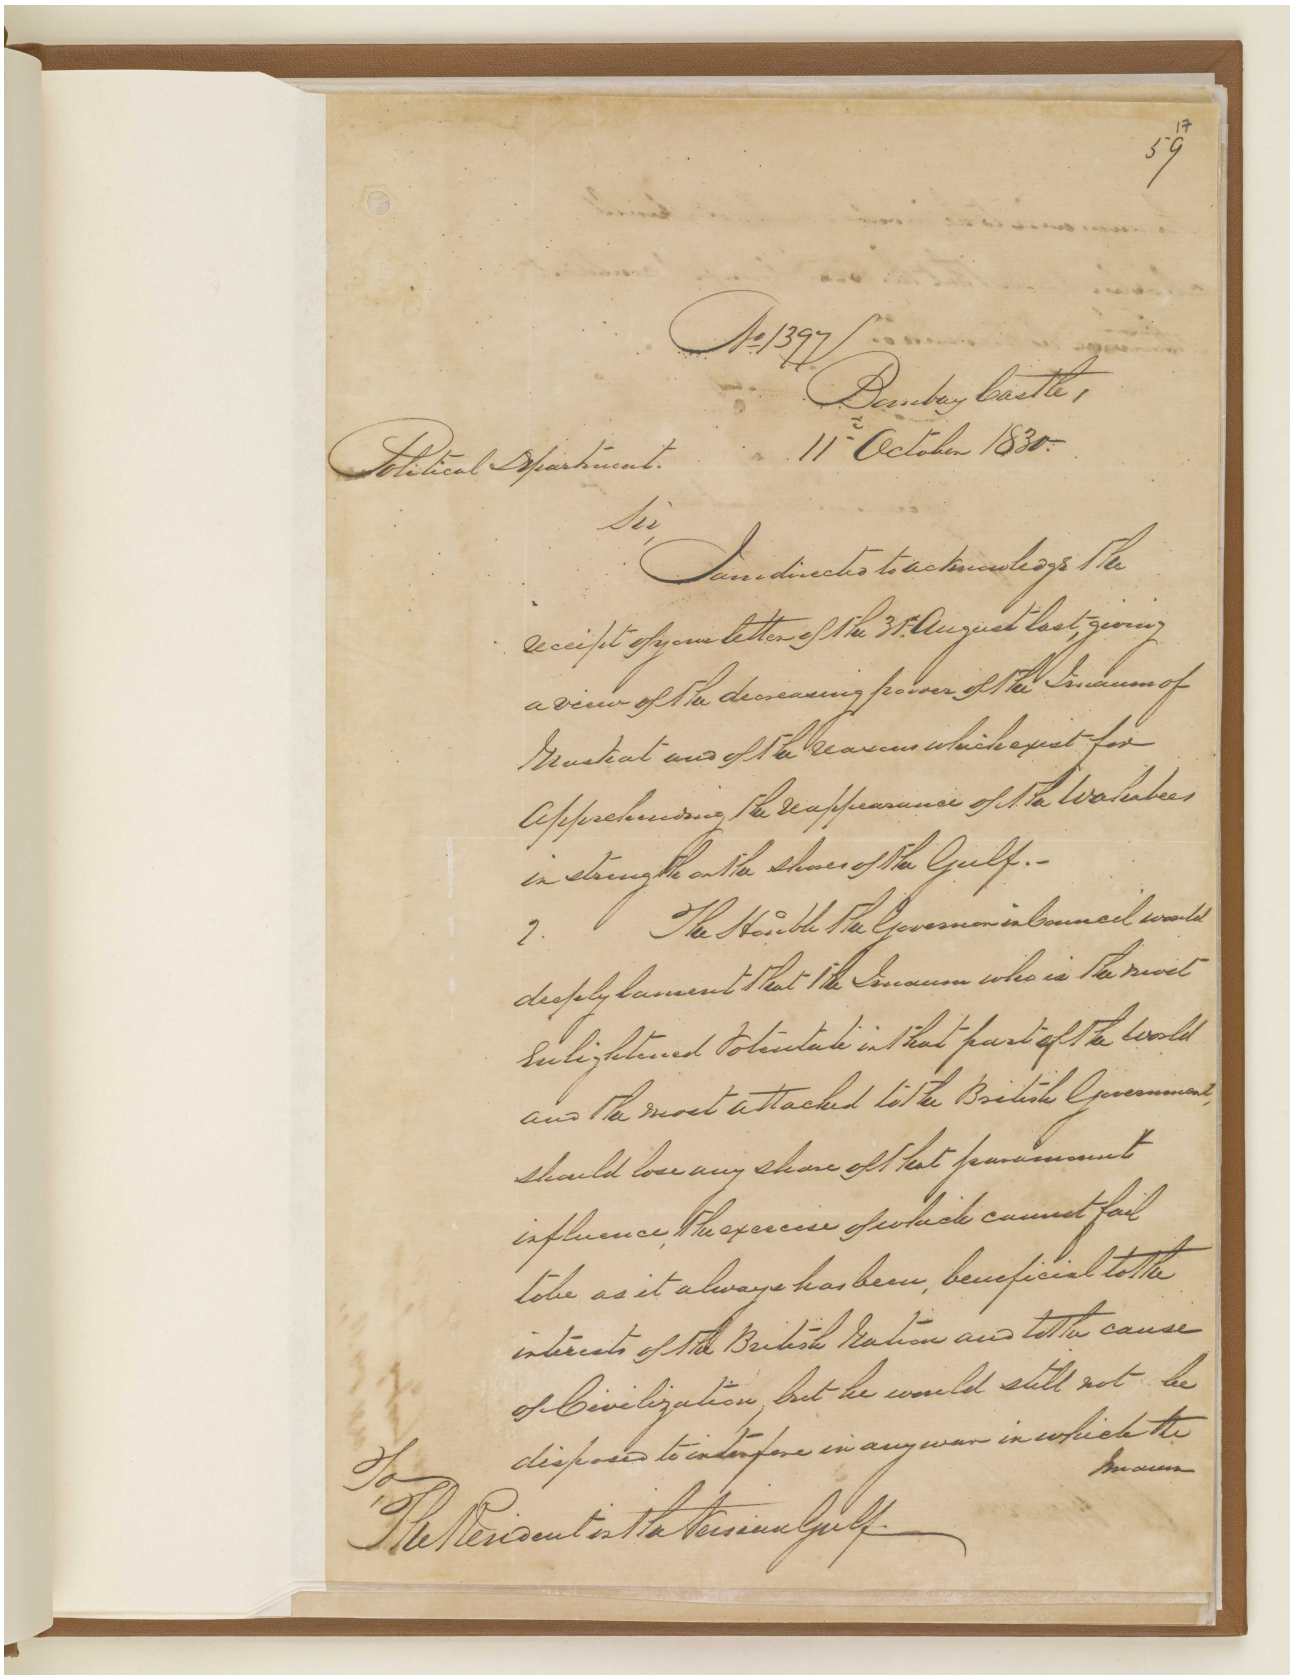 17
59
No 1397
Bombay Castle,
11th October 1830.
Political Department.
Sir,
I am directed to acknowledge the
receipt of your letter of the 31st August last, giving
a view of the decreasing power of the Imaum of
Muskat and of the reasons which exist for
apprehending the reappearance of the Wahabees
in strength on the shores of the Gulf. -
2. The Honble the Governor in Council would
deeply lament that the Imaum who is the most
Enlightened Potentate in that part of the World
and the most attached to the British Government,
should lose any share of that paramount
influence, the exercise of which cannot fail
to be as it always has been, beneficial to the
interests of the British Nation and to the cause
of Civilization, but he would still not be
disposed to interfere in any war in which the
Imaum
To
The Resident in the Persian Gulf.